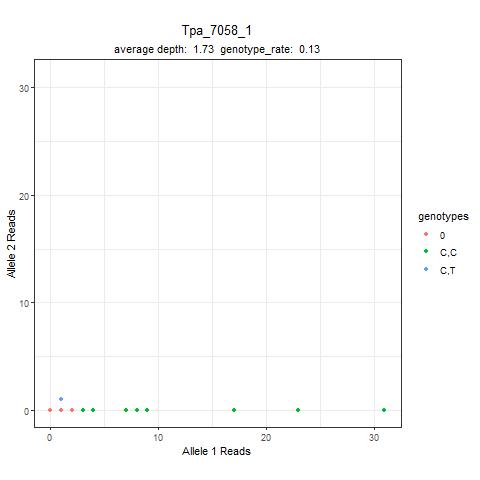 Tpa_7058_1
average depth: 1.73 genotype_rate: 0.13
30
20
10
0
Allele 2 Reads
0 10 20 30
Allele 1 Reads
genotypes
0
C,C
C,T